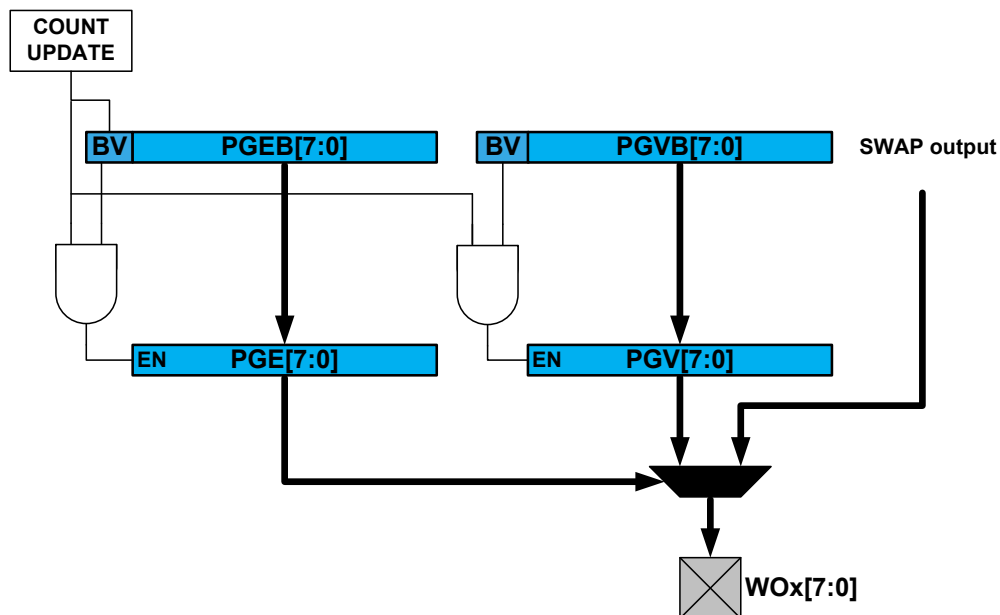 COUNT
UPDATE
BV PGEB[7:0]
BV PGVB[7:0]
SWAP output
EN PGE[7:0]
EN PGV[7:0]
WOx[7:0]